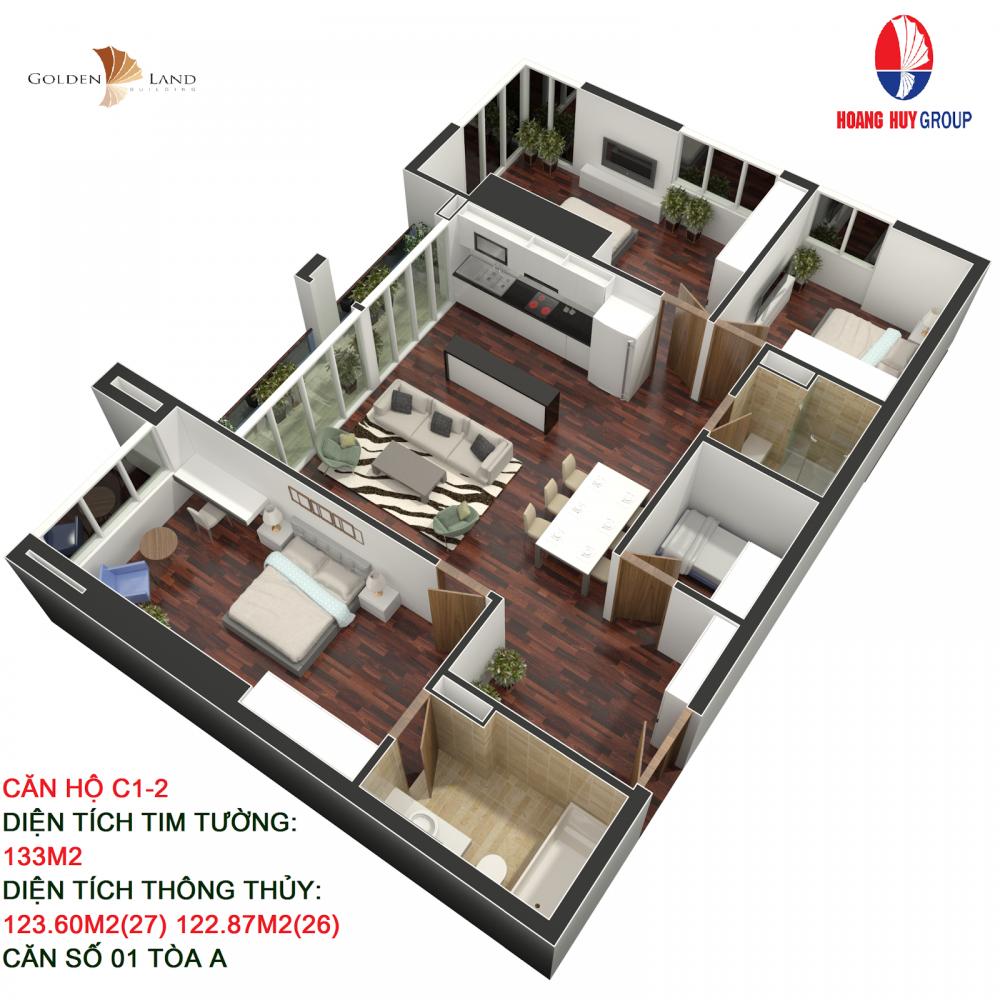 GOLDEN LAND
BUILDING
HOANG HUY GROUP
CĂN HỘ C1-2
DIỆN TÍCH TIM TƯỜNG:
133M2
DIỆN TÍCH THÔNG THỦY:
123.60M2(27) 122.87M2(26)
CĂN SỐ 01 TÒA A